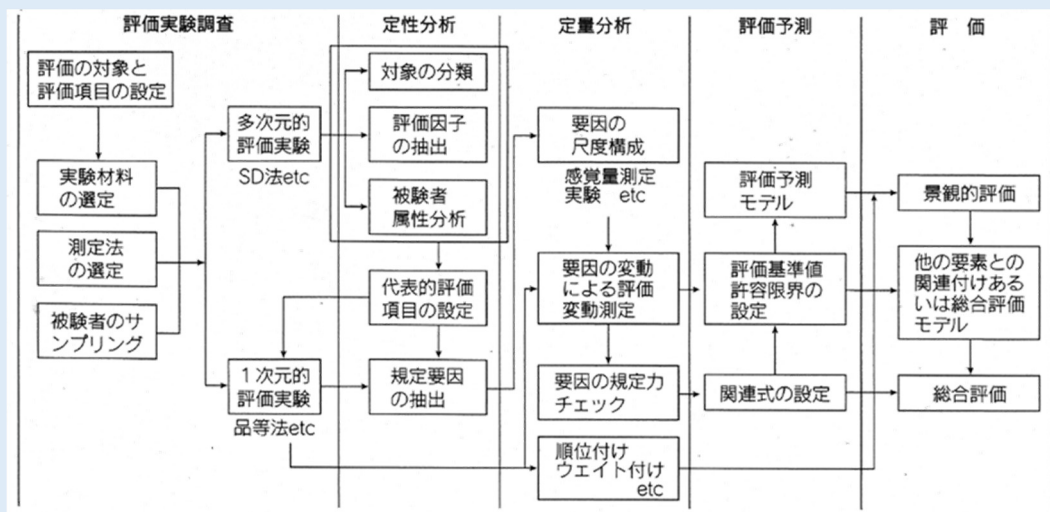 評価実験調査
定性分析
定量分析
評価予測
評　価
評価の対象と
評価項目の設定
実験材料
の選定
測定法
の選定
被験者のサ
ンプリング
多次元的
評価実験
SD法etc
1次元的
評価実験
品等法etc
対象の分類
評価因子
の抽出
被験者
属性分析
代表的評価
項目の設定
規定要因
の抽出
要因の
尺度構成
感覚量測定
実験　etc
要因の変動
による評価
変動測定
要因の規定力
チェック
順位付け
ウェイト付け
etc
評価予測
モデル
評価基準値
許容限界の
設定
関連式の設定
景観的評価
他の要素との
関連付けある
いは総合評価
モデル
総合評価